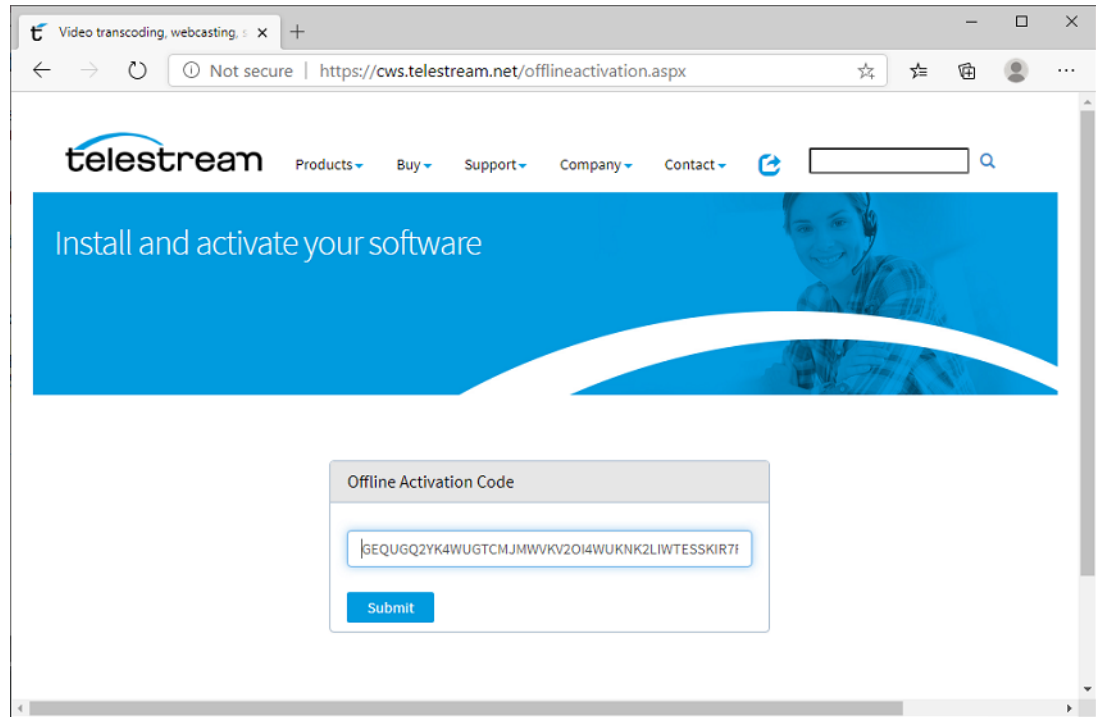 Video transcoding, webcasting, s
Not secure | https://cws.telestream.net/offlineactivation.aspx
telestream
Products Buy Support Company Contact
Install and activate your software
Offline Activation Code
GEQUGQ2YK4WUGTCMJMWVKV2OI4WUKNK2LIWTESSKIR7F
Submit